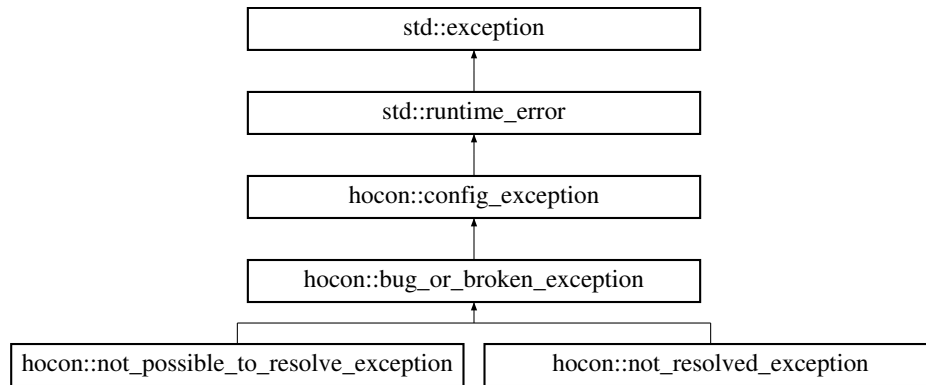 std::exception
std::runtime_error
hocon::config_exception
hocon::bug_or_broken_exception
hocon::not_possible_to_resolve_exception
hocon::not_resolved_exception